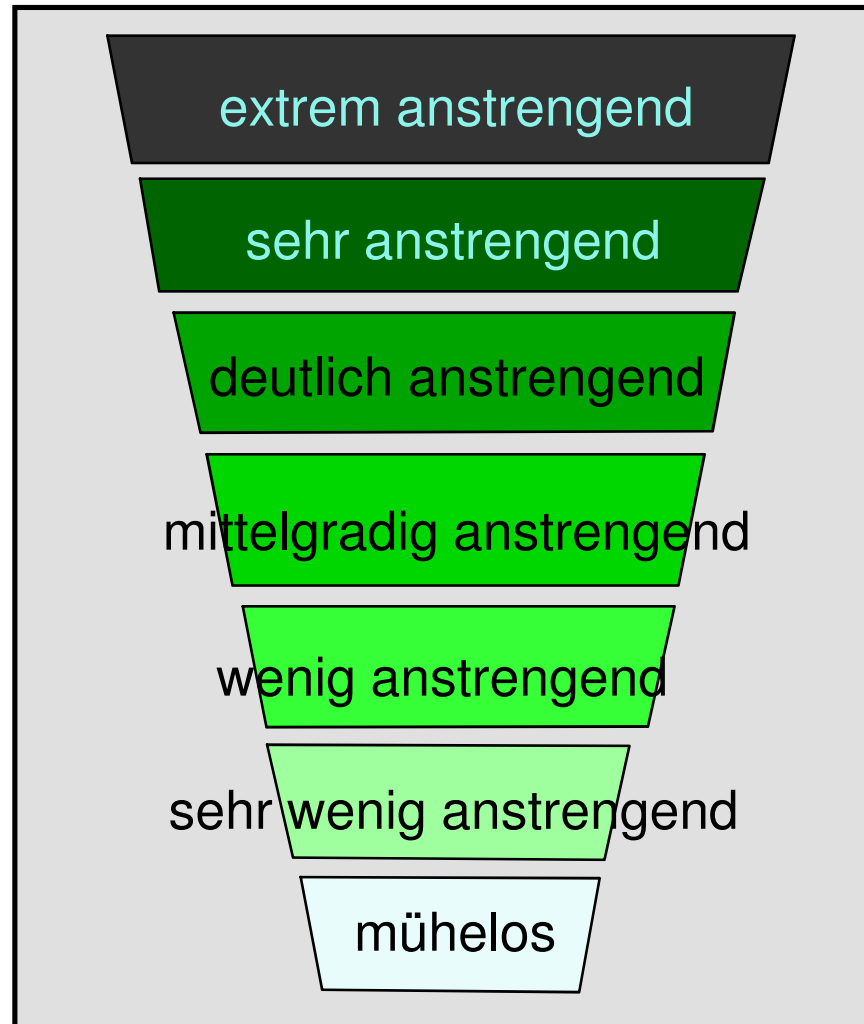 extrem anstrengend
sehr anstrengend
deutlich anstrengend
mittelgradig anstrengend
wenig anstrengend
sehr wenig anstrengend
mühelos